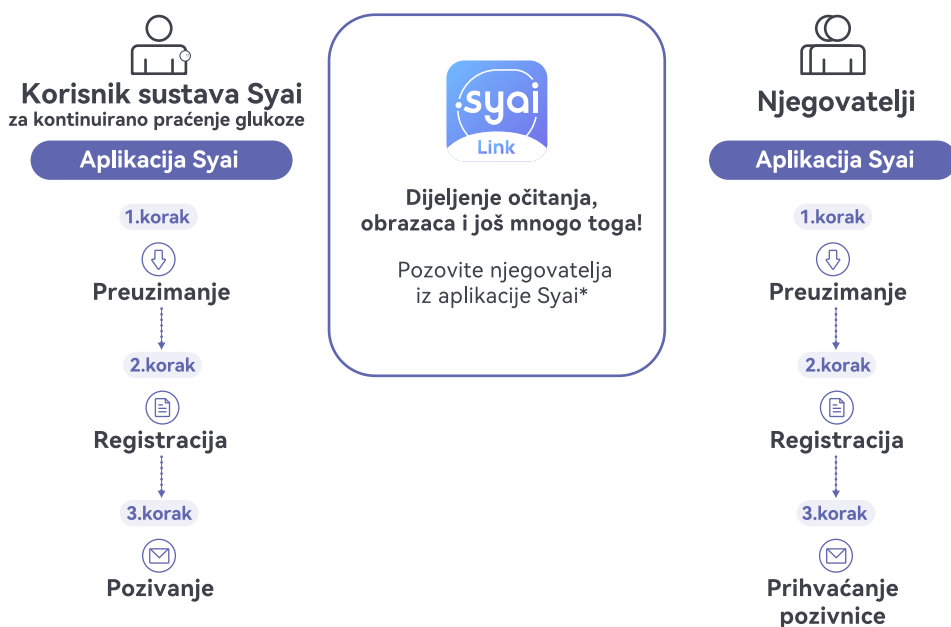 Korisnik sustava Syai
za kontinuirano praćenje glukoze
Aplikacija Syai
1.korak
Preuzimanje
2.korak
Registracija
3.korak
Pozivanje
syai
Link
Dijeljenje očitanja,
obrazaca i još mnogo toga!
Pozovite njegovatelja
iz aplikacije Syai*
Njegovatelji
Aplikacija Syai
1.korak
Preuzimanje
2.korak
Registracija
3.korak
Prihvaćanje
pozivnice